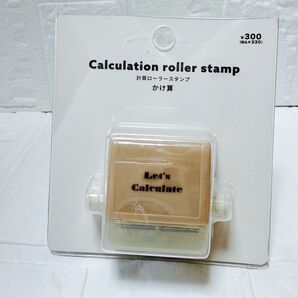 Calculation roller stamp
計算ローラースタンプ
かけ算
¥300
(税込¥330)
Let's
Calculate